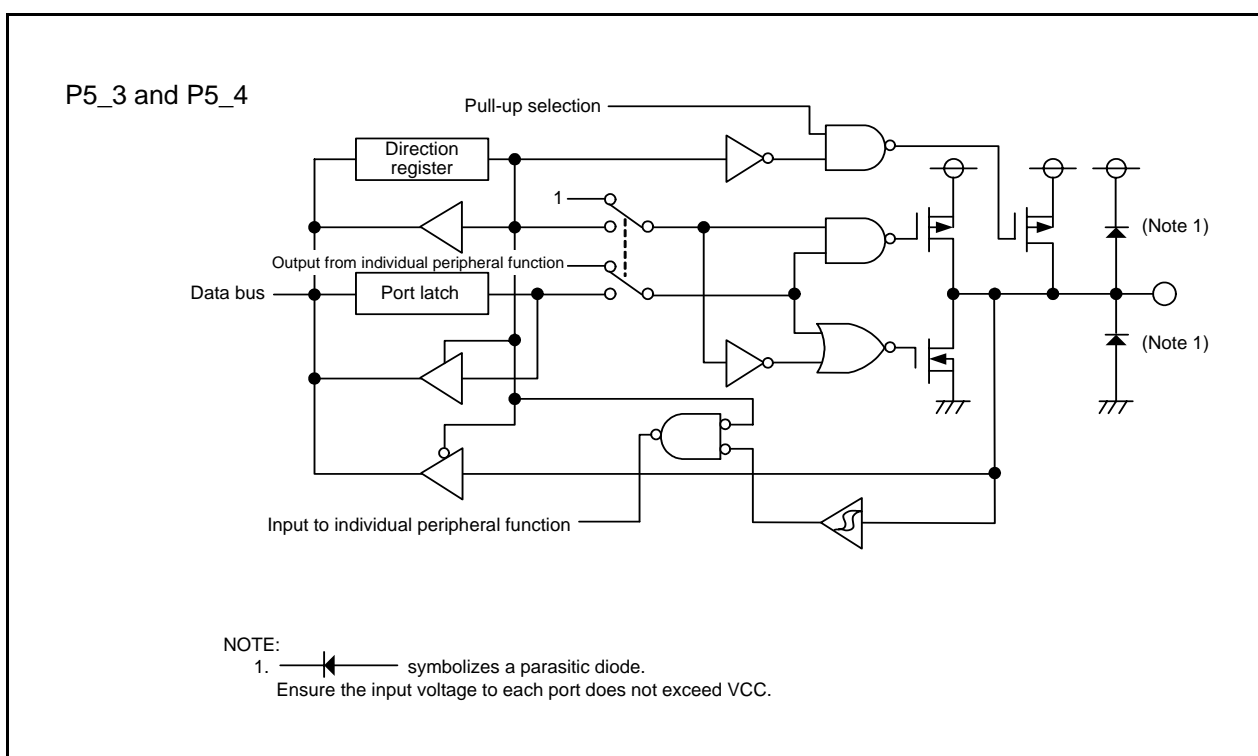 P5_3 and P5_4
Pull-up selection
Direction
register
1
(Note 1)
Output from individual peripheral function
Data bus
Port latch
(Note 1)
Input to individual peripheral function
NOTE:
1. symbolizes a parasitic diode.
Ensure the input voltage to each port does not exceed VCC.